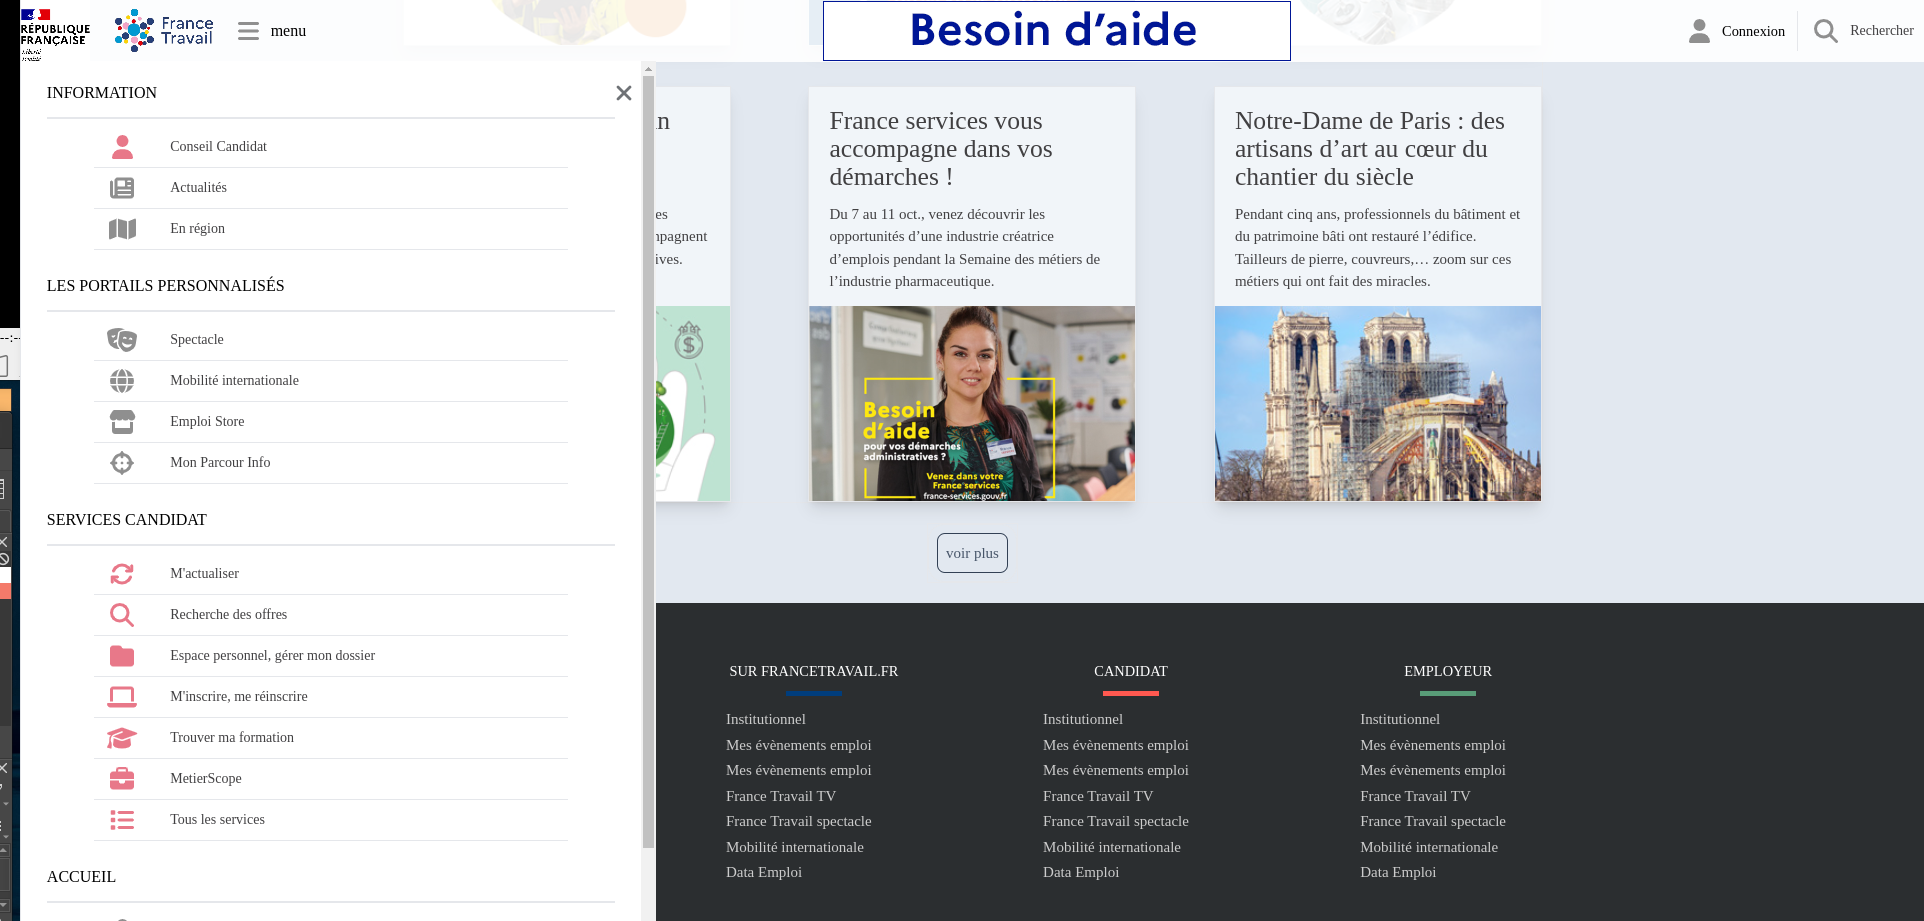 RÉPUBLIQUE
FRANÇAISE
France
Travail
menu
Besoin d’aide
Connexion
Rechercher
INFORMATION
Conseil Candidat
Actualités
En région
LES PORTAILS PERSONNALISÉS
Spectacle
Mobilité internationale
Emploi Store
Mon Parcour Info
SERVICES CANDIDAT
M'actualiser
Recherche des offres
Espace personnel, gérer mon dossier
M'inscrire, me réinscrire
Trouver ma formation
MetierScope
Tous les services
ACCUEIL
France services vous
accompagne dans vos
démarches !
Du 7 au 11 oct., venez découvrir les
opportunités d’une industrie créatrice
d’emplois pendant la Semaine des métiers de
l’industrie pharmaceutique.
Besoin
d’aide
pour vos démarches
administratives ?
Venez dans votre
France services
france-services.gouv.fr
Notre-Dame de Paris : des
artisans d’art au cœur du
chantier du siècle
Pendant cinq ans, professionnels du bâtiment et
du patrimoine bâti ont restauré l’édifice.
Tailleurs de pierre, couvreurs,… zoom sur ces
métiers qui ont fait des miracles.
voir plus
SUR FRANCETRAVAIL.FR
Institutionnel
Mes évènements emploi
Mes évènements emploi
France Travail TV
France Travail spectacle
Mobilité internationale
Data Emploi
CANDIDAT
Institutionnel
Mes évènements emploi
Mes évènements emploi
France Travail TV
France Travail spectacle
Mobilité internationale
Data Emploi
EMPLOYEUR
Institutionnel
Mes évènements emploi
Mes évènements emploi
France Travail TV
France Travail spectacle
Mobilité internationale
Data Emploi